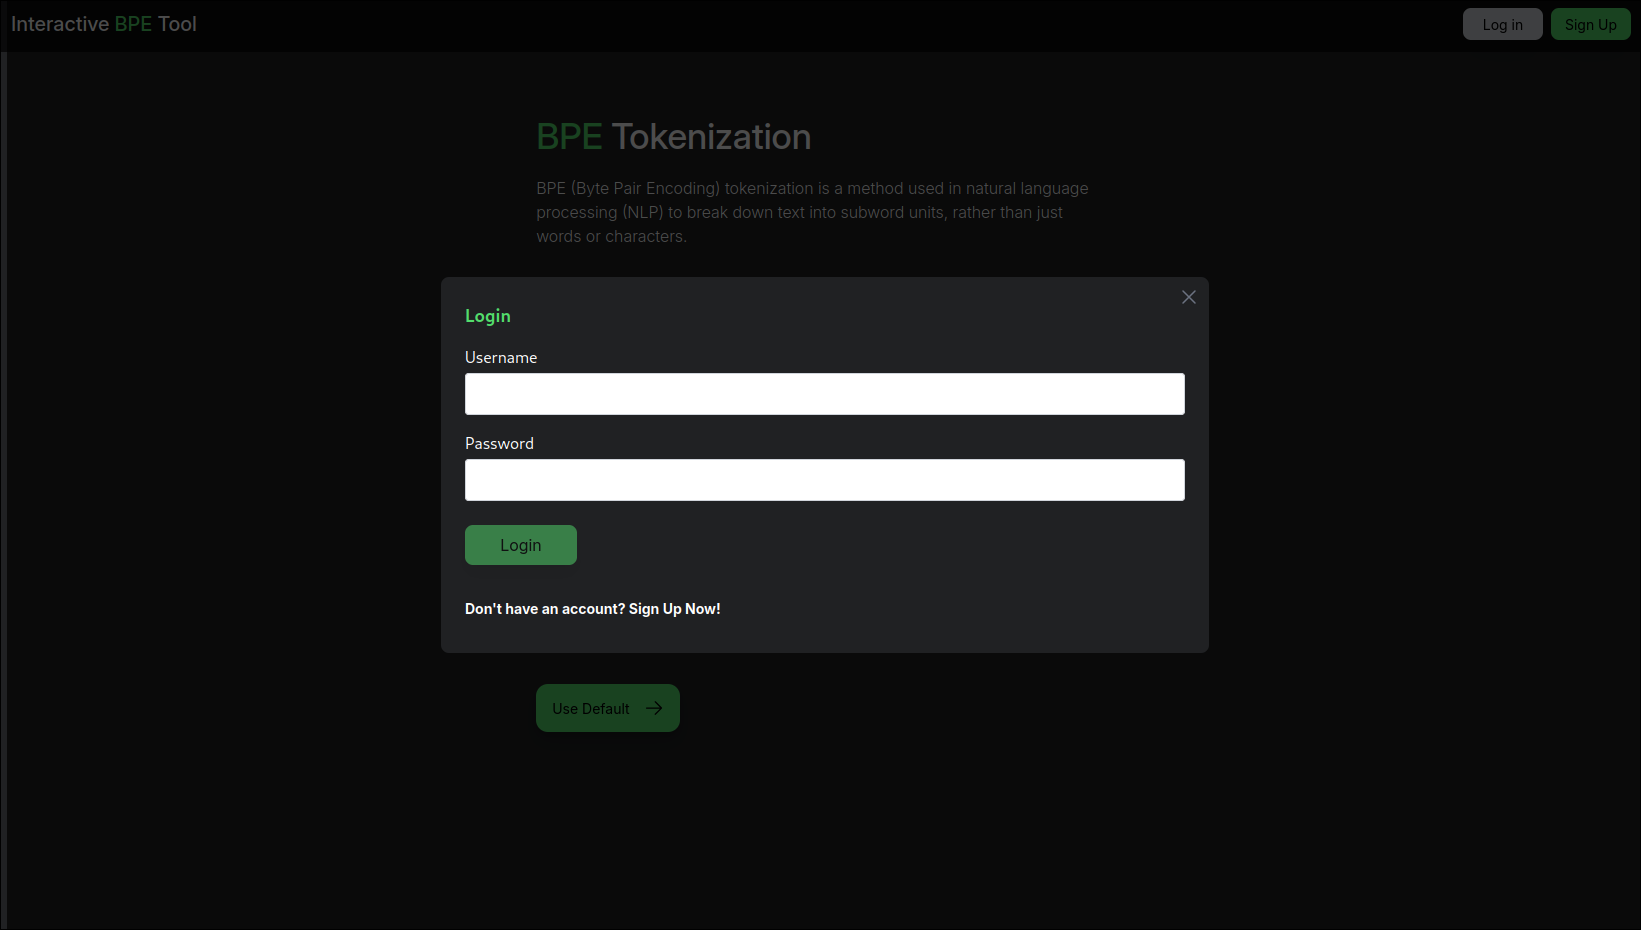 Interactive BPE Tool
Log in
Sign Up
BPE Tokenization
BPE (Byte Pair Encoding) tokenization is a method used in natural language
processing (NLP) to break down text into subword units, rather than just
words or characters.
Login
Username
Password
Login
Don't have an account? Sign Up Now!
Use Default